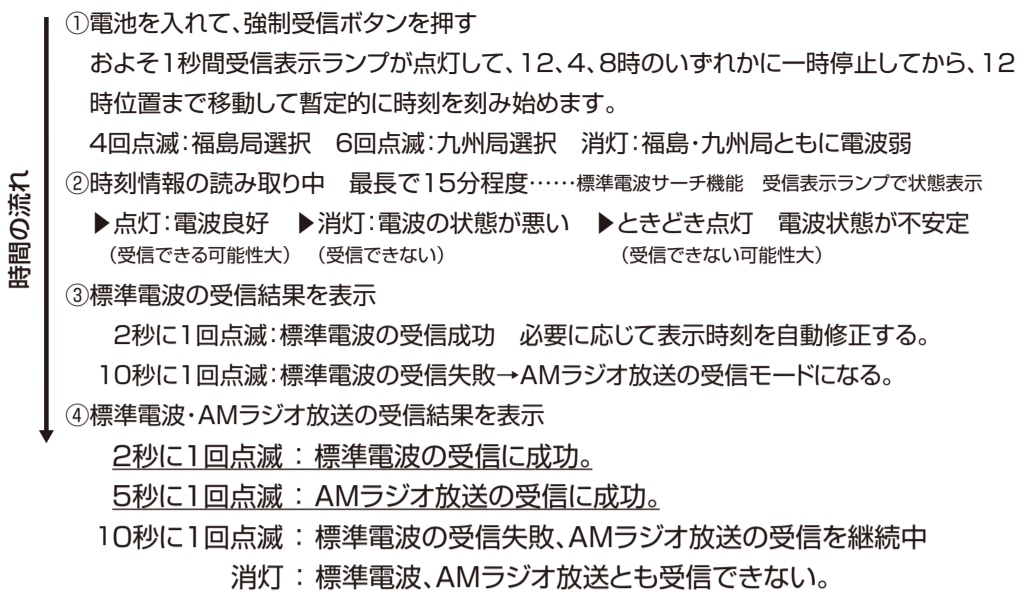 時間の流れ
①電池を入れて、強制受信ボタンを押す
およそ1秒間受信表示ランプが点灯して、12、4、8時のいずれかに一時停止してから、12
時位置まで移動して暫定的に時刻を刻み始めます。
4回点滅：福島局選択　6回点滅：九州局選択　消灯：福島・九州局ともに電波弱
②時刻情報の読み取り中　最長で15分程度……標準電波サーチ機能　受信表示ランプで状態表示
▶点灯：電波良好　▶消灯：電波の状態が悪い　▶ときどき点灯　電波状態が不安定
（受信できる可能性大）　（受信できない）　（受信できない可能性大）
③標準電波の受信結果を表示
2秒に1回点滅：標準電波の受信成功　必要に応じて表示時刻を自動修正する。
10秒に1回点滅：標準電波の受信失敗→AMラジオ放送の受信モードになる。
④標準電波・AMラジオ放送の受信結果を表示
2秒に1回点滅 ： 標準電波の受信に成功。
5秒に1回点滅 ： AMラジオ放送の受信に成功。
10秒に1回点滅 ： 標準電波の受信失敗、AMラジオ放送の受信を継続中
消灯 ： 標準電波、AMラジオ放送とも受信できない。